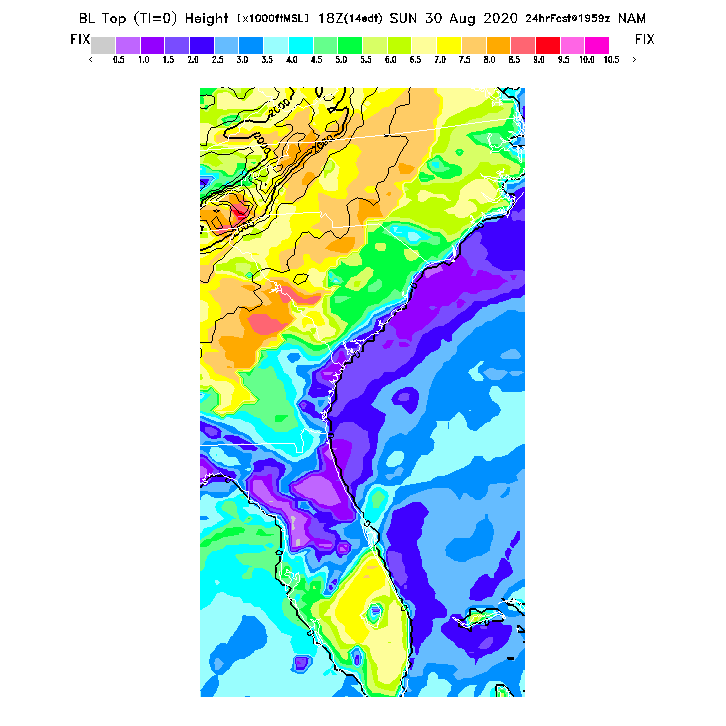 BL Top (TI=0) Height [x1000ftMSL] 18Z(14edt) SUN 30 Aug 2020 24hrFcst@1959z NAM
FIX FIX
< 0.5 1.0 1.5 2.0 2.5 3.0 3.5 4.0 4.5 5.0 5.5 6.0 6.5 7.0 7.5 8.0 8.5 9.0 9.5 10.0 10.5 >
2000
2000
2000